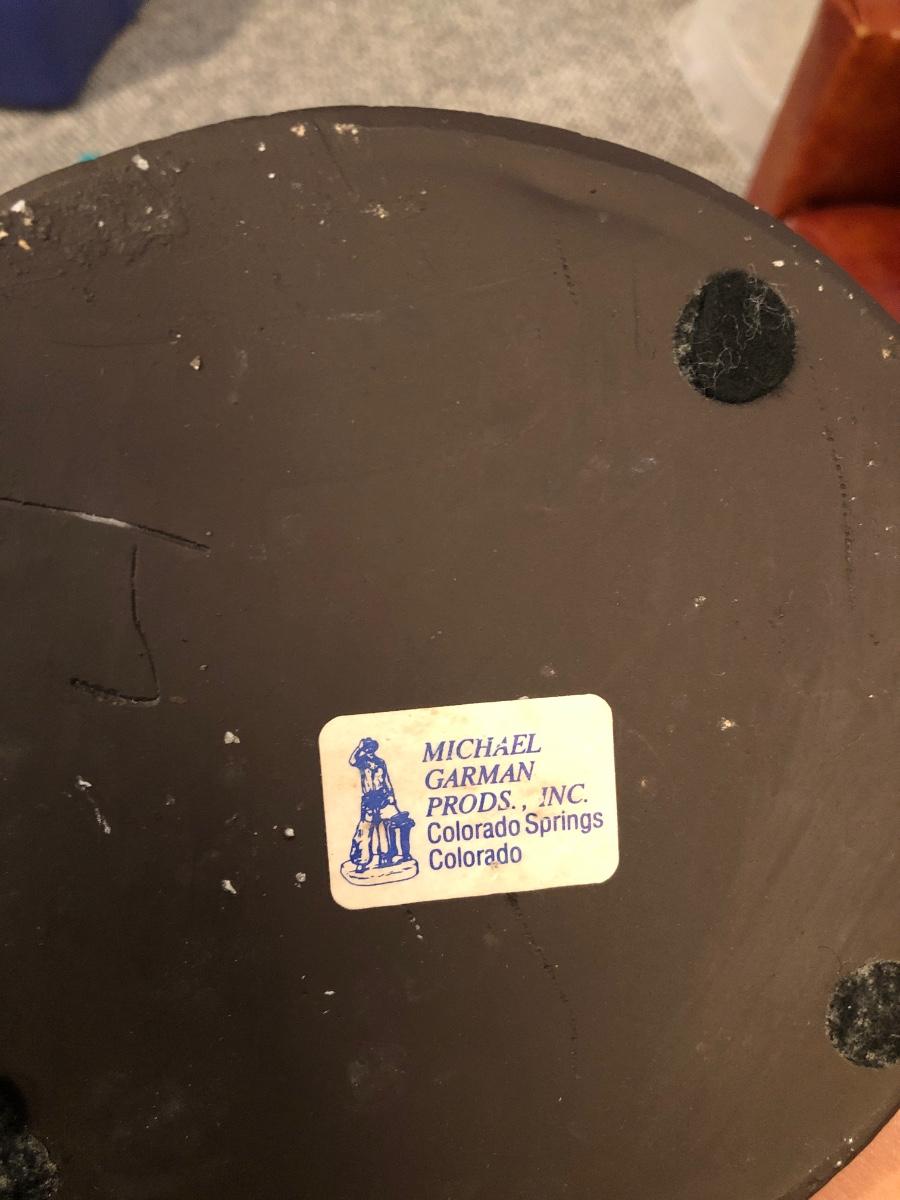 MICHAEL
GARMAN
PRODS., INC.
Colorado Springs
Colorado